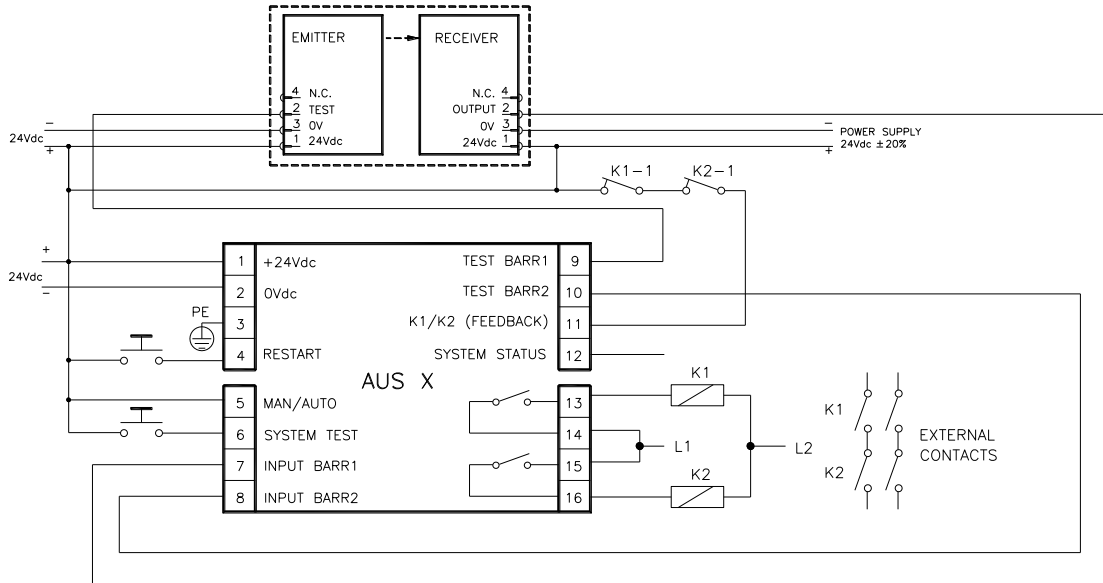 EMITTER
RECEIVER
4 N.C.
2 TEST
3 0V
1 24Vdc
N.C. 4
OUTPUT 2
0V 3
24Vdc 1
−
24Vdc
+
−
POWER SUPPLY
24Vdc ±20%
+
K1-1
K2-1
+
24Vdc
−
PE
1 +24Vdc
2 0Vdc
3
4 RESTART
TEST BARR1 9
TEST BARR2 10
K1/K2 (FEEDBACK) 11
SYSTEM STATUS 12
AUS X
5 MAN/AUTO
6 SYSTEM TEST
7 INPUT BARR1
8 INPUT BARR2
13
14
15
16
K1
L1
L2
K2
K1
K2
EXTERNAL
CONTACTS